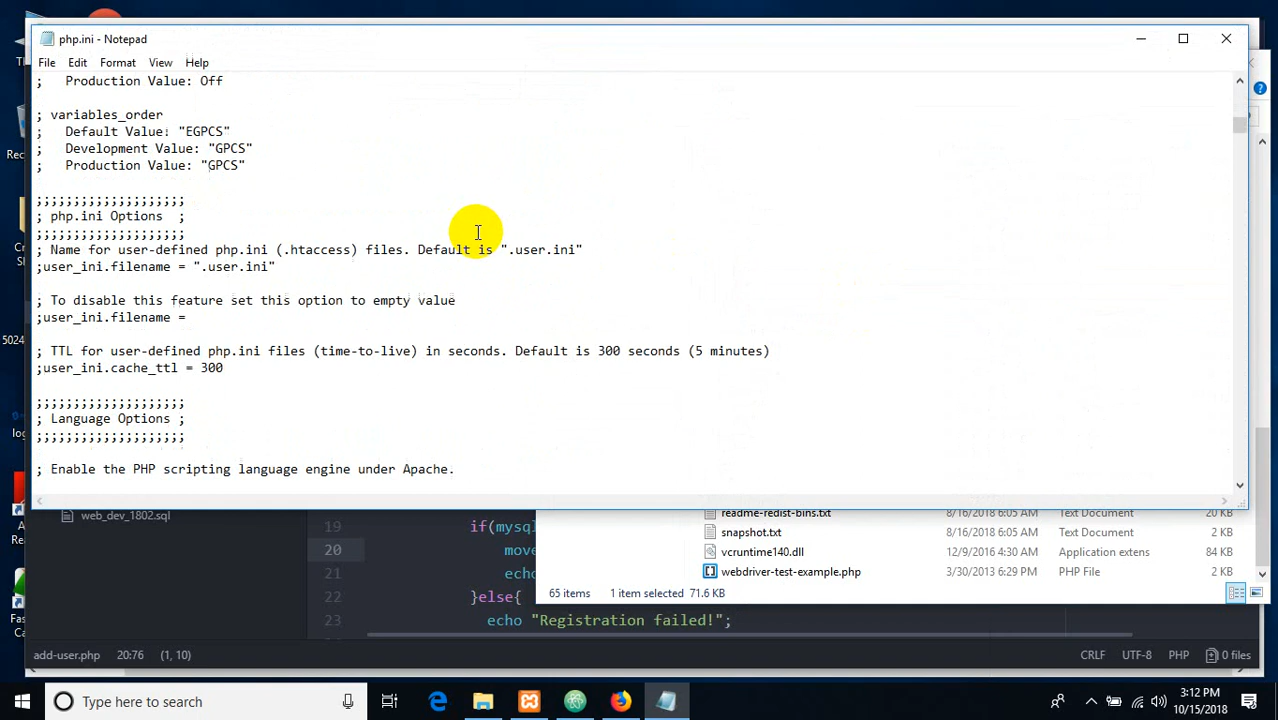 php.ini - Notepad
File Edit Format View Help
;   Production Value: Off
; variables_order
;   Default Value: "EGPCS"
;   Development Value: "GPCS"
;   Production Value: "GPCS"
;;;;;;;;;;;;;;;;;;;;
; php.ini Options  ;
;;;;;;;;;;;;;;;;;;;;
; Name for user-defined php.ini (.htaccess) files. Default is ".user.ini"
;user_ini.filename = ".user.ini"
; To disable this feature set this option to empty value
;user_ini.filename =
; TTL for user-defined php.ini files (time-to-live) in seconds. Default is 300 seconds (5 minutes)
;user_ini.cache_ttl = 300
;;;;;;;;;;;;;;;;;;;;
; Language Options ;
;;;;;;;;;;;;;;;;;;;;
; Enable the PHP scripting language engine under Apache.
Th
Rec
Cr
S
5024
log
A
Re
Fas
Ca
web_dev_1802.sql
19 if(mysq
20 move
21 echo
22 }else{
23 echo "Registration failed!";
readme-redist-bins.txt 8/16/2018 6:05 AM Text Document 20 KB
snapshot.txt 8/16/2018 6:05 AM Text Document 2 KB
vcruntime140.dll 12/9/2016 4:30 AM Application extens 84 KB
webdriver-test-example.php 3/30/2013 6:29 PM PHP File 2 KB
65 items 1 item selected 71.6 KB
add-user.php 20:76 (1, 10) CRLF UTF-8 PHP 0 files
Type here to search
3:12 PM
10/15/2018